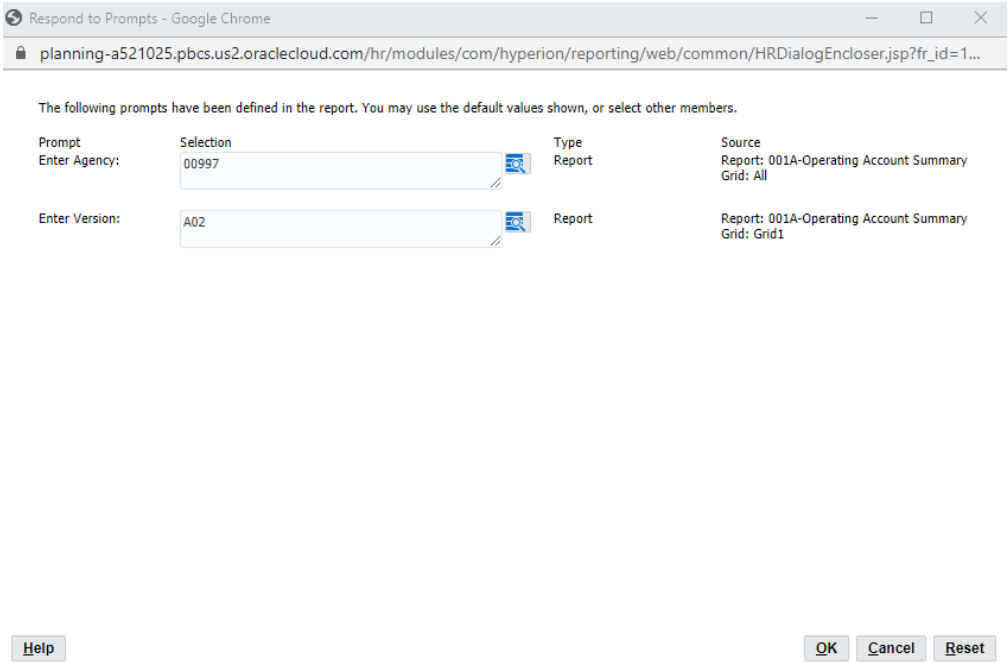 Respond to Prompts - Google Chrome
planning-a521025.pbcs.us2.oraclecloud.com/hr/modules/com/hyperion/reporting/web/common/HRDialogEncloser.jsp?fr_id=1...
The following prompts have been defined in the report. You may use the default values shown, or select other members.
Prompt Selection Type Source
Enter Agency: 00997 Report Report: 001A-Operating Account Summary
Grid: All
Enter Version: A02 Report Report: 001A-Operating Account Summary
Grid: Grid1
Help OK Cancel Reset